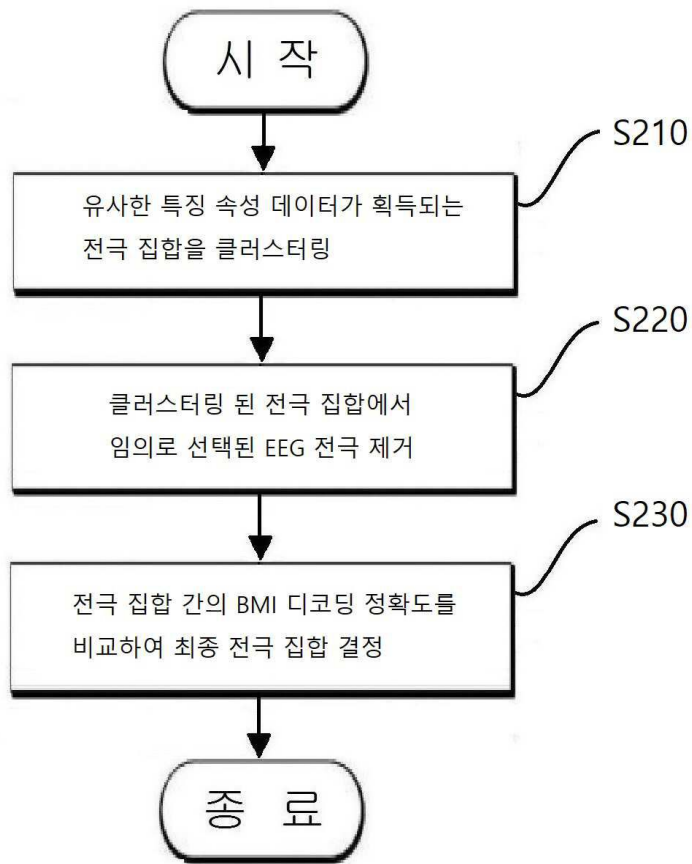 시 작
S210
유사한 특징 속성 데이터가 획득되는
전극 집합을 클러스터링
S220
클러스터링 된 전극 집합에서
임의로 선택된 EEG 전극 제거
S230
전극 집합 간의 BMI 디코딩 정확도를
비교하여 최종 전극 집합 결정
종 료